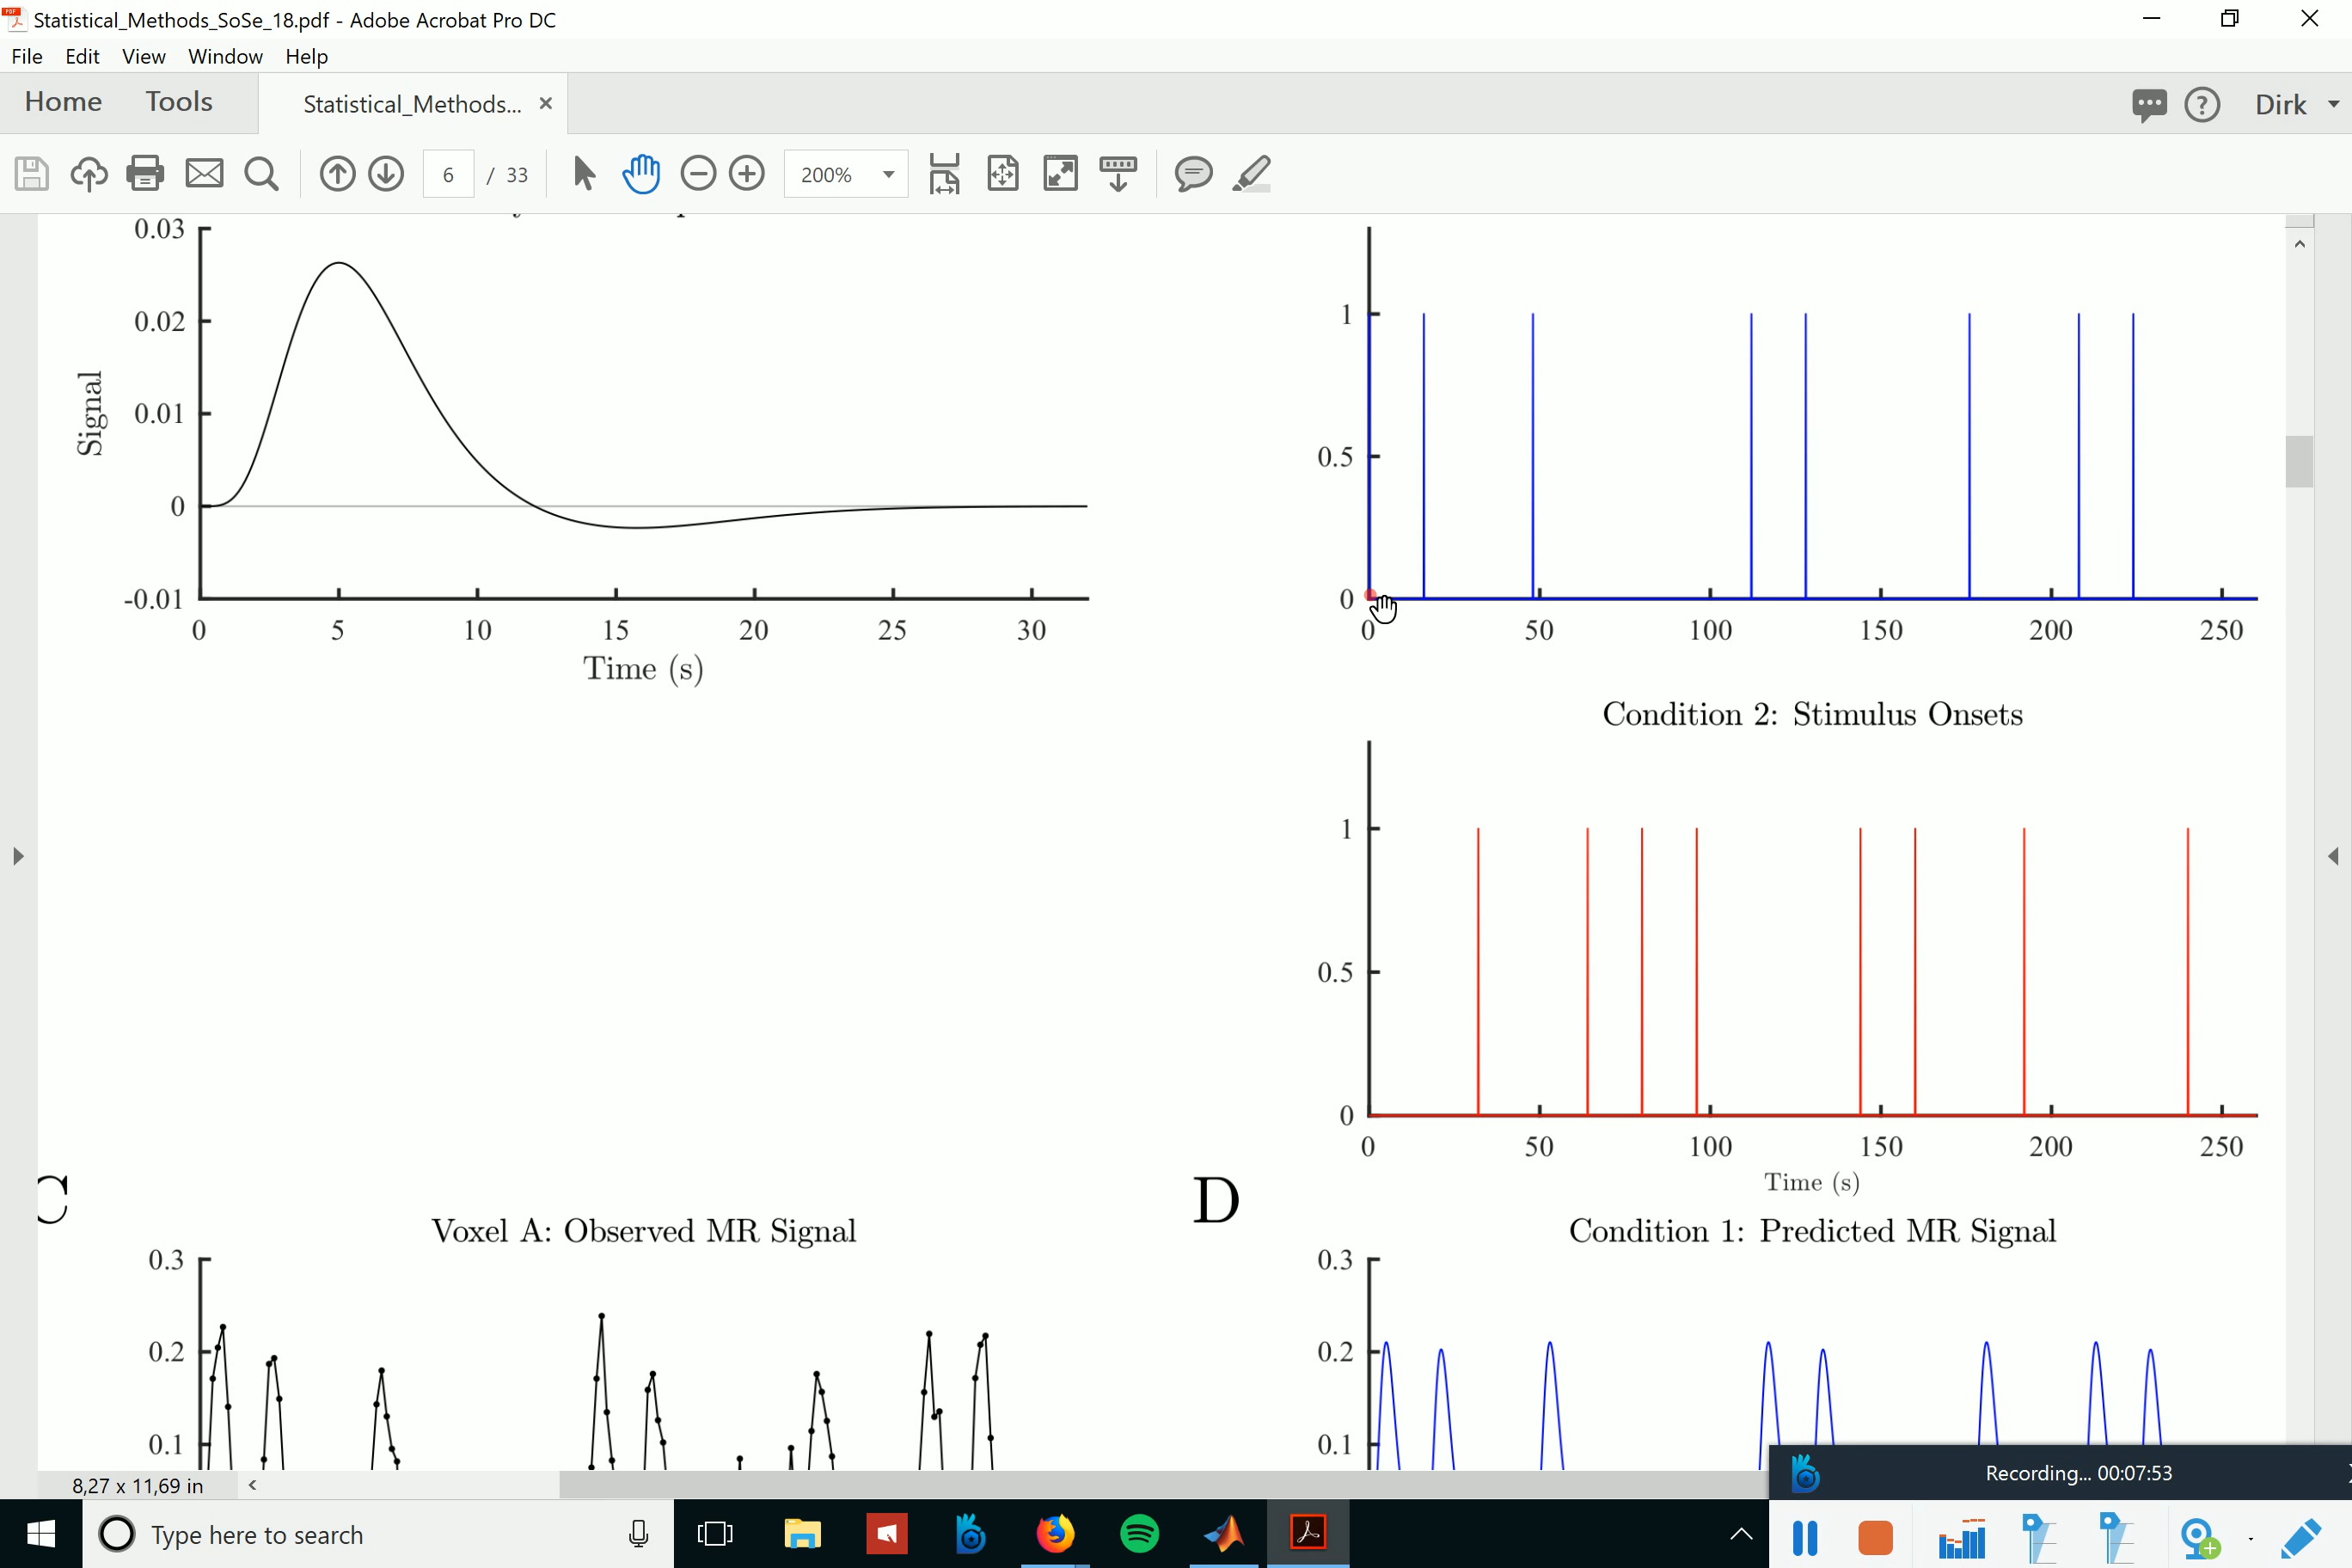 Statistical_Methods_SoSe_18.pdf - Adobe Acrobat Pro DC
File Edit View Window Help
Home Tools Statistical_Methods... × Dirk
6 / 33 200%
0.03
0.02
0.01
0
-0.01
Signal
0 5 10 15 20 25 30
Time (s)
1
0.5
0
0 50 100 150 200 250
Condition 2: Stimulus Onsets
1
0.5
0
0 50 100 150 200 250
Time (s)
C
Voxel A: Observed MR Signal
0.3
0.2
0.1
D
Condition 1: Predicted MR Signal
0.3
0.2
0.1
8,27 x 11,69 in
Recording... 00:07:53
Type here to search